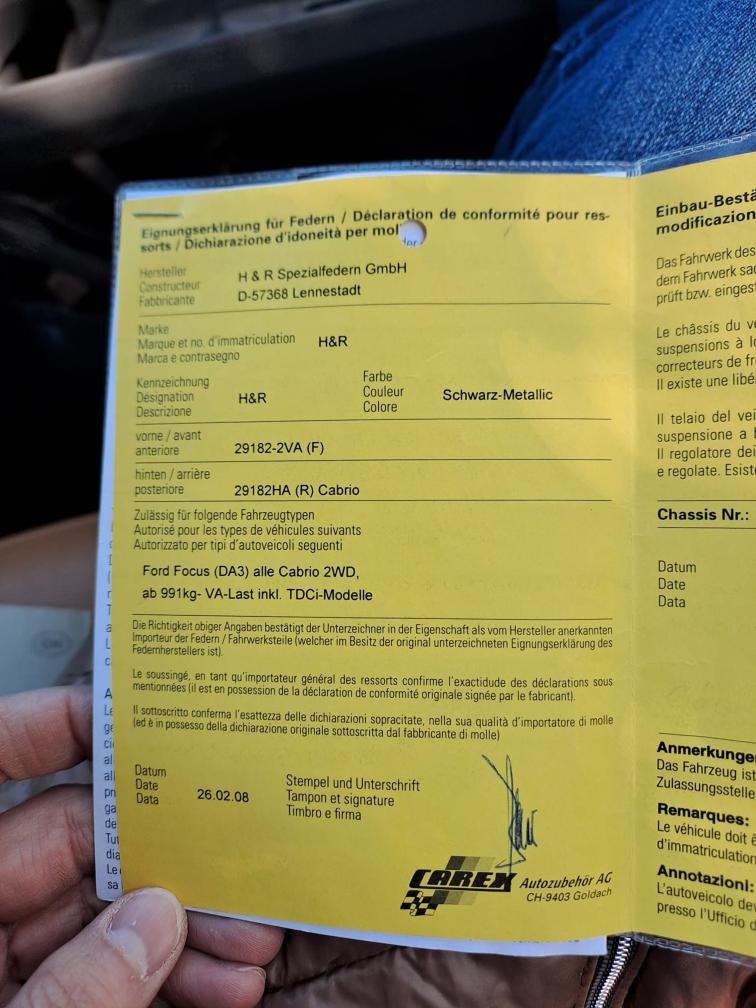 Eignungserklärung für Federn / Déclaration de conformité pour res-
sorts / Dichiarazione d'idoneità per mol
Hersteller
Constructeur
Fabbricante
H & R Spezialfedern GmbH
D-57368 Lennestadt
Marke
Marque et no. d'immatriculation
Marca e contrasegno
H&R
Kennzeichnung
Désignation
Descrizione
H&R
Farbe
Couleur
Colore
Schwarz-Metallic
vorne / avant
anteriore
29182-2VA (F)
hinten / arrière
posteriore
29182HA (R) Cabrio
Zulässig für folgende Fahrzeugtypen
Autorisé pour les types de véhicules suivants
Autorizzato per tipi d'autoveicoli seguenti
Ford Focus (DA3) alle Cabrio 2WD,
ab 991kg- VA-Last inkl. TDCi-Modelle
Die Richtigkeit obiger Angaben bestätigt der Unterzeichner in der Eigenschaft als vom Hersteller anerkannten
Importeur der Federn / Fahrwerksteile (welcher im Besitz der original unterzeichneten Eignungserklärung des
Federnherstellers ist).
Le soussingé, en tant qu'importateur général des ressorts confirme l'exactidude des déclarations sous
mentionnées (il est en possession de la déclaration de conformité originale signée par le fabricant).
Il sottoscritto conferma l'esattezza delle dichiarazioni sopracitate, nella sua qualità d'importatore di molle
(ed è in possesso della dichiarazione originale sottoscritta dal fabbricante di molle)
Datum
Date
Data
26.02.08
Stempel und Unterschrift
Tampon et signature
Timbro e firma
CAREX Autozubehör AG
CH-9403 Goldach
Einbau-Bestä
modificazion
Das Fahrwerk des
dem Fahrwerk sac
prüft bzw. eingest
Le châssis du ve
suspensions à lo
correcteurs de fr
Il existe une libé
Il telaio del vei
suspensione a b
Il regolatore dei
e regolate. Esist
Chassis Nr.:
Datum
Date
Data
Anmerkunge
Das Fahrzeug ist
Zulassungsstelle
Remarques:
Le véhicule doit ê
d'immatriculation
Annotazioni:
L'autoveicolo dev
presso l'Ufficio d